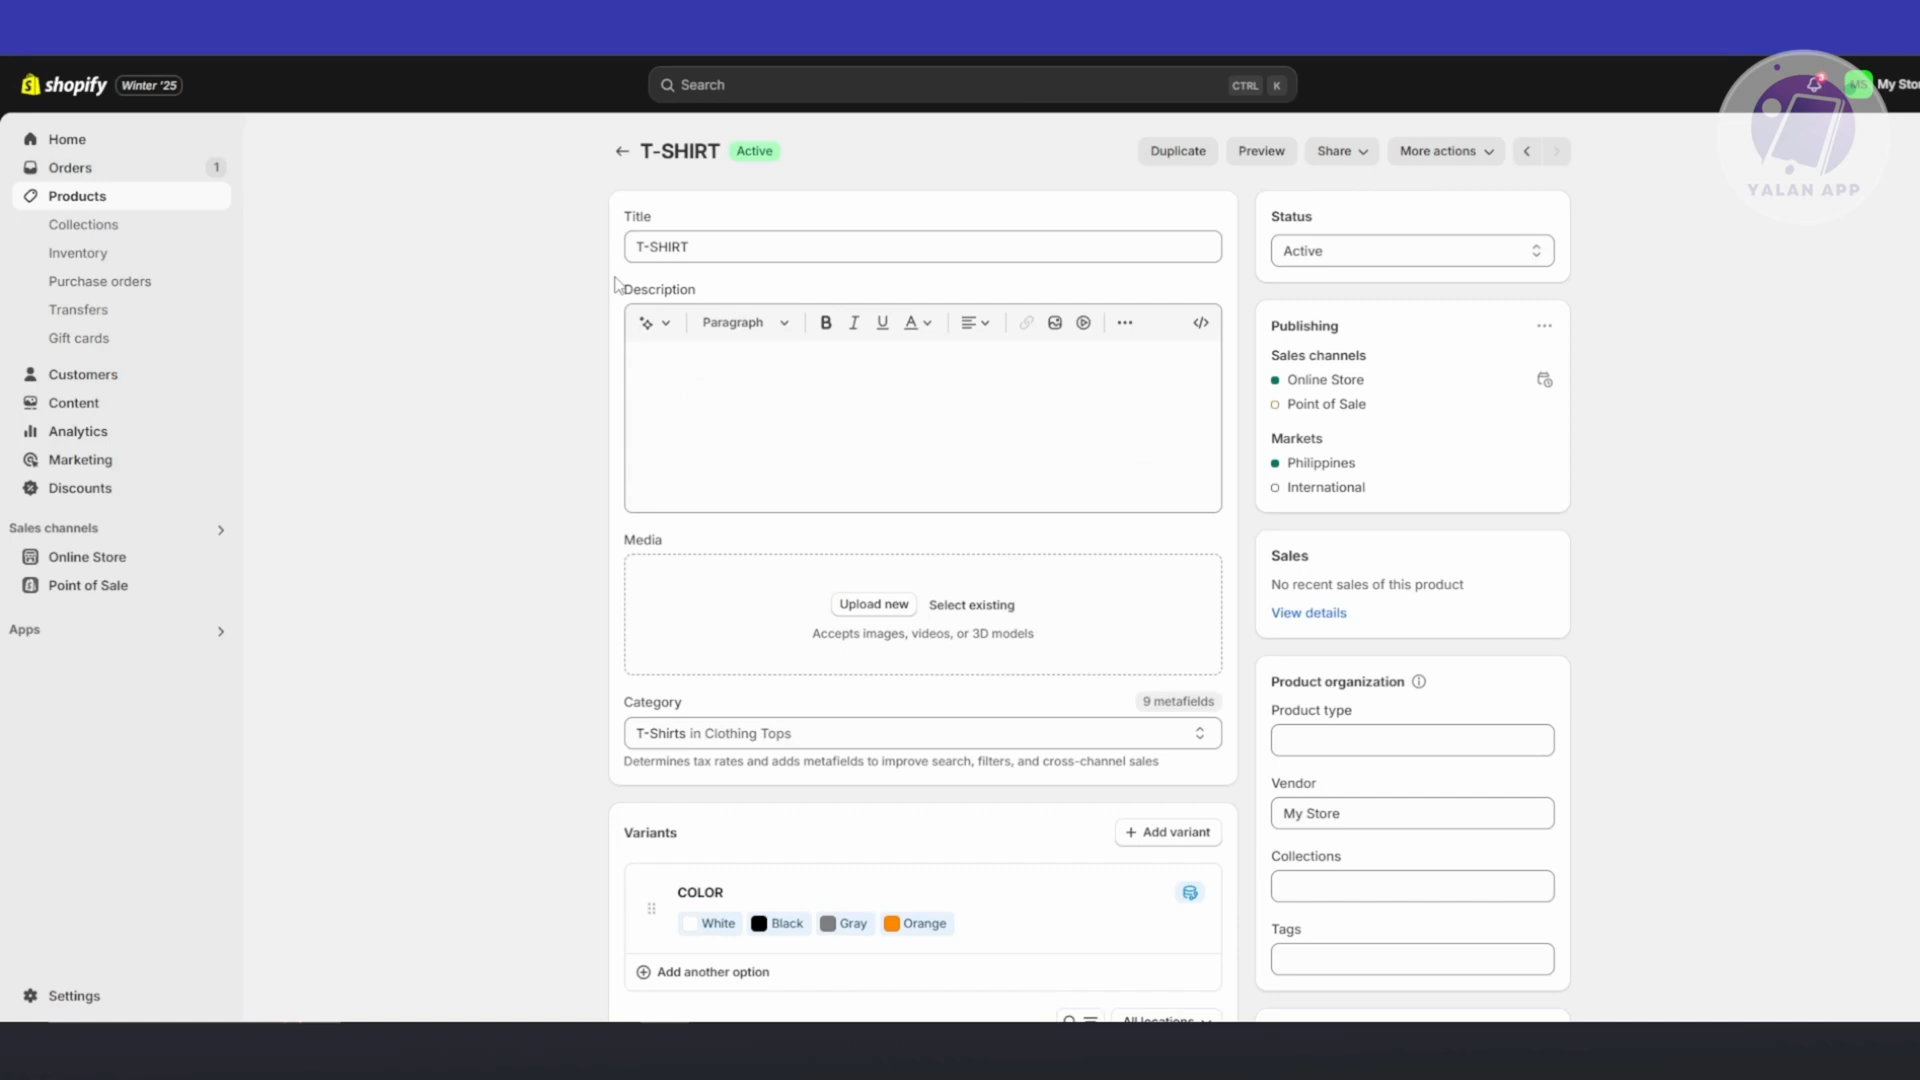 shopify Winter '25 Search CTRL K MS My Sto
YALAN APP
Home
Orders 1
Products
Collections
Inventory
Purchase orders
Transfers
Gift cards
Customers
Content
Analytics
Marketing
Discounts
Sales channels
Online Store
Point of Sale
Apps
Settings
T-SHIRT Active Duplicate Preview Share More actions
Title
T-SHIRT
Description
Paragraph B I U A
Media
Upload new Select existing
Accepts images, videos, or 3D models
Category 9 metafields
T-Shirts in Clothing Tops
Determines tax rates and adds metafields to improve search, filters, and cross-channel sales
Variants + Add variant
COLOR
White Black Gray Orange
Add another option
All locations
Status
Active
Publishing
Sales channels
Online Store
Point of Sale
Markets
Philippines
International
Sales
No recent sales of this product
View details
Product organization
Product type
Vendor
My Store
Collections
Tags